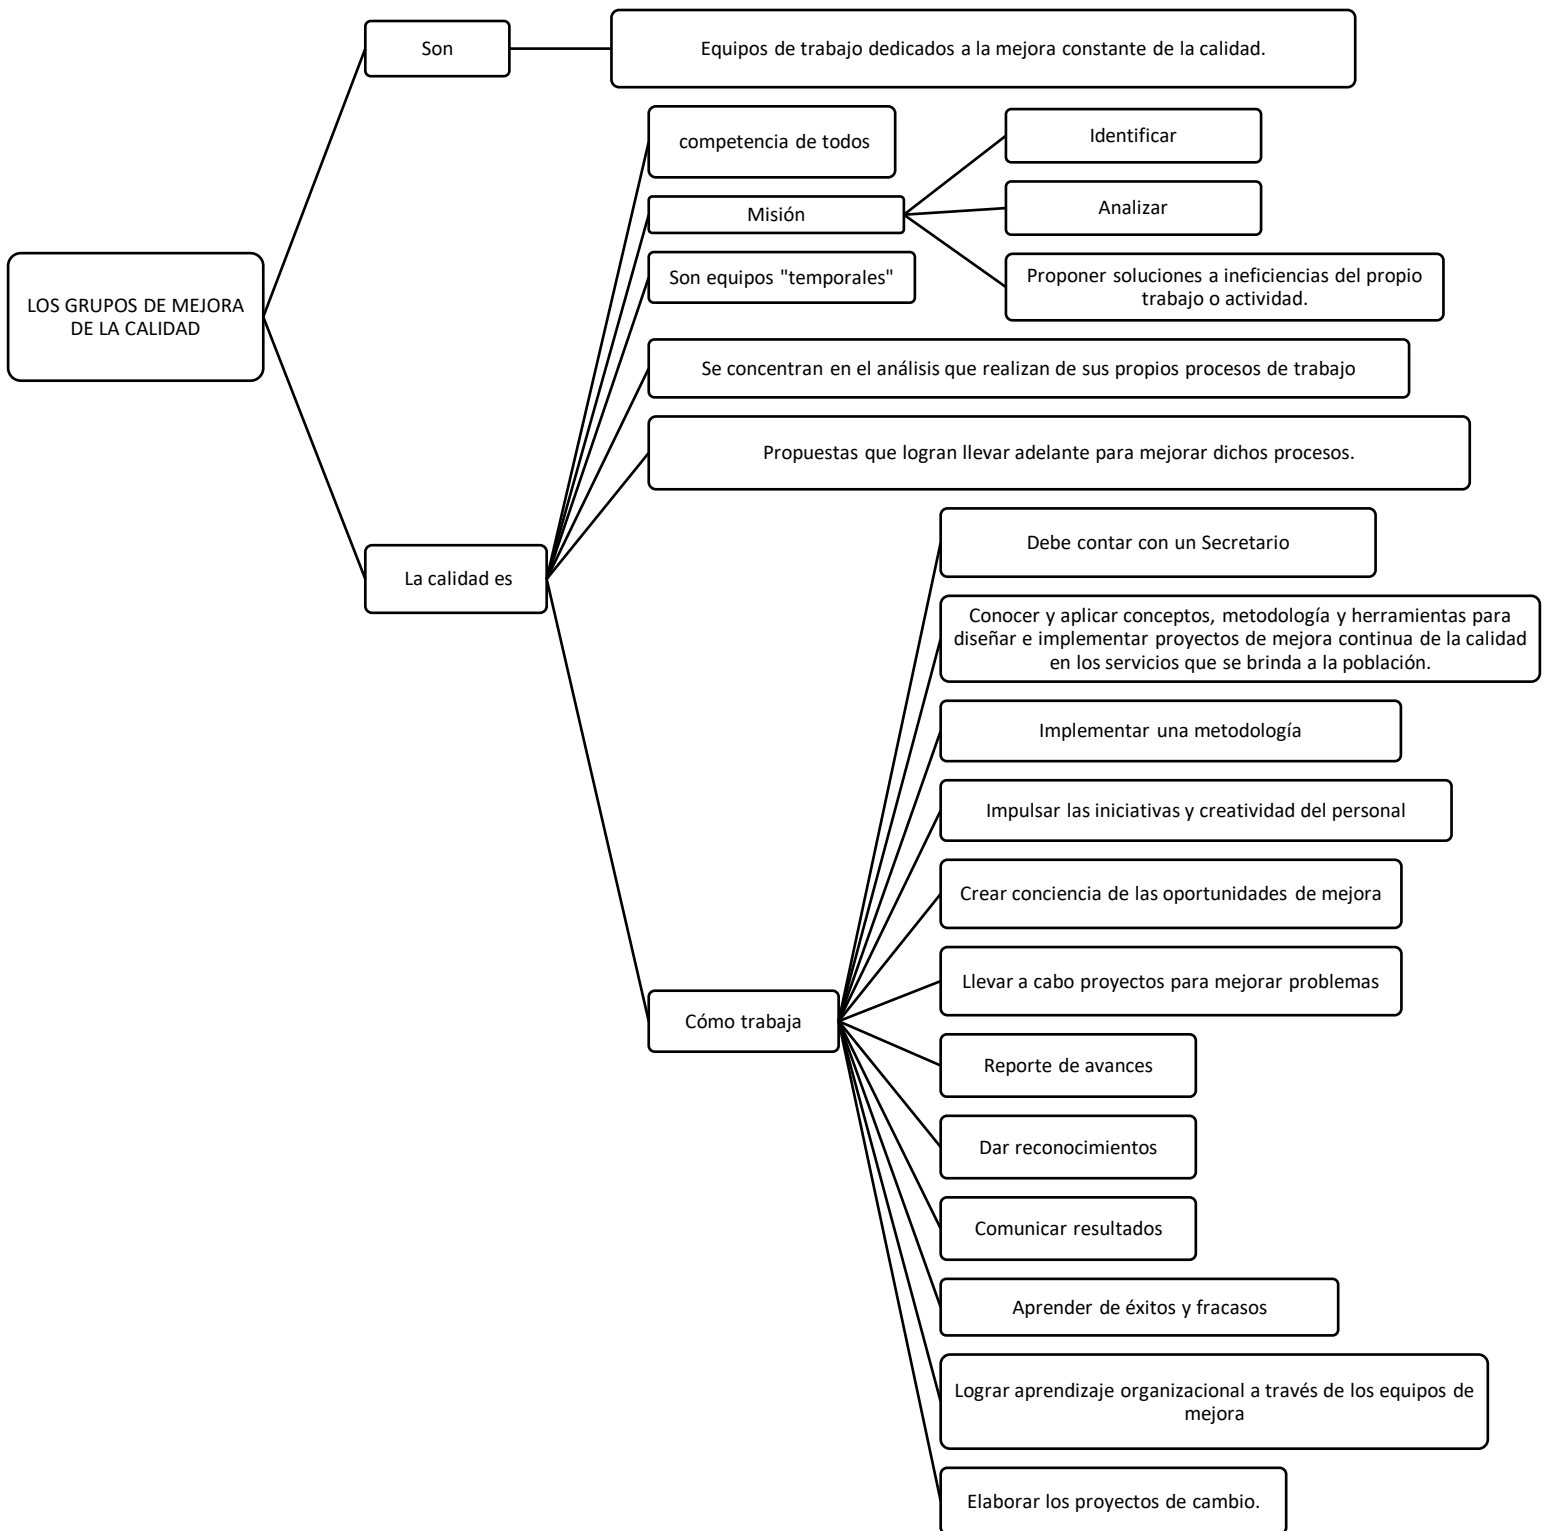 Son
Equipos de trabajo dedicados a la mejora constante de la calidad.
competencia de todos
Identificar
Misión
Analizar
Son equipos "temporales"
Proponer soluciones a ineficiencias del propio
trabajo o actividad.
LOS GRUPOS DE MEJORA
DE LA CALIDAD
Se concentran en el análisis que realizan de sus propios procesos de trabajo
Propuestas que logran llevar adelante para mejorar dichos procesos.
La calidad es
Debe contar con un Secretario
Conocer y aplicar conceptos, metodología y herramientas para
diseñar e implementar proyectos de mejora continua de la calidad
en los servicios que se brinda a la población.
Implementar una metodología
Impulsar las iniciativas y creatividad del personal
Crear conciencia de las oportunidades de mejora
Llevar a cabo proyectos para mejorar problemas
Cómo trabaja
Reporte de avances
Dar reconocimientos
Comunicar resultados
Aprender de éxitos y fracasos
Lograr aprendizaje organizacional a través de los equipos de
mejora
Elaborar los proyectos de cambio.